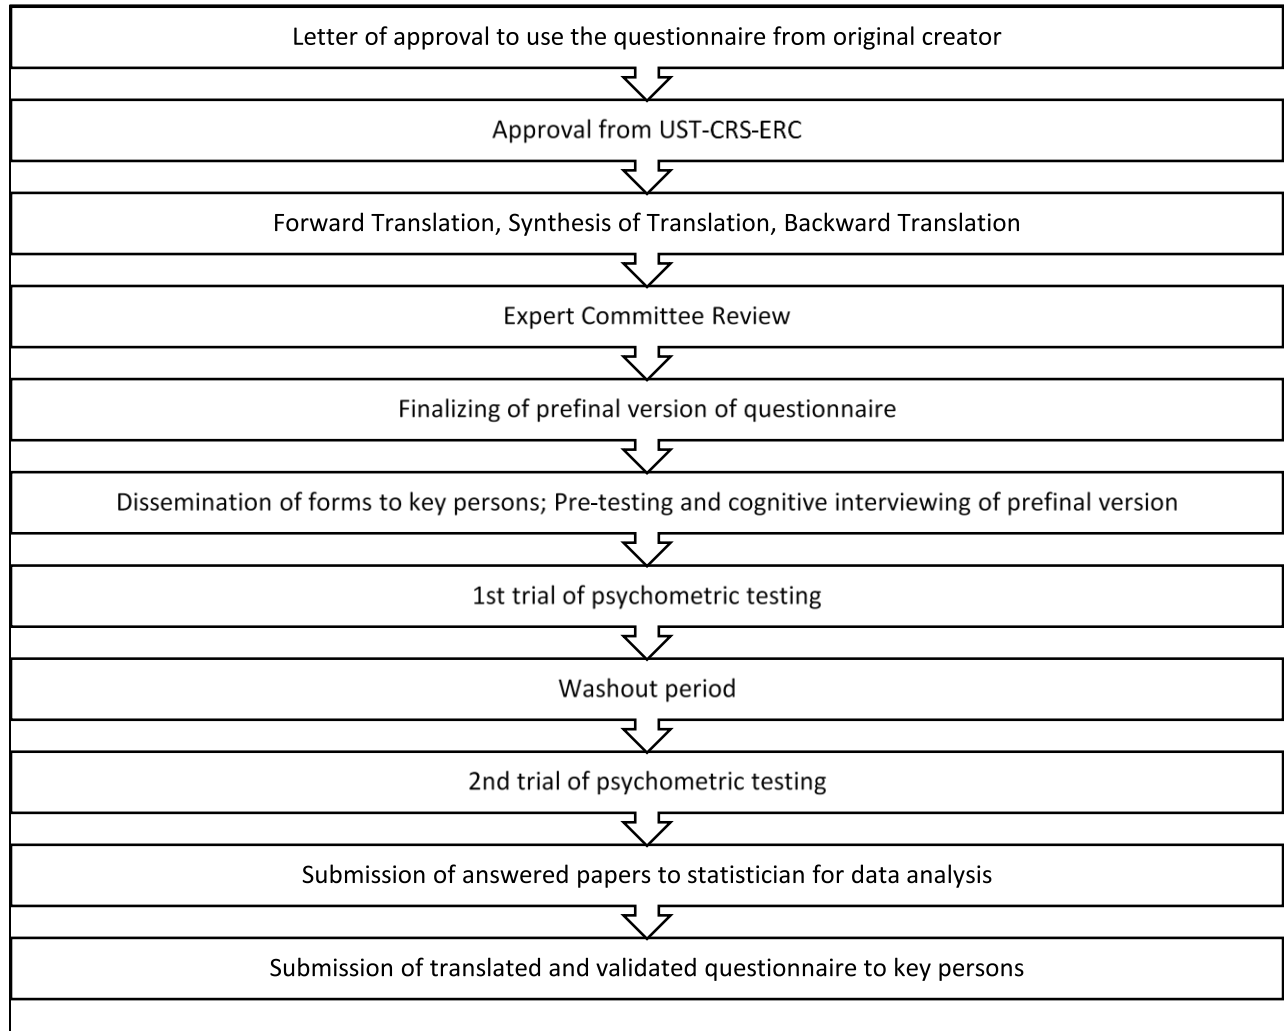 Letter of approval to use the questionnaire from original creator
Approval from UST-CRS-ERC
Forward Translation, Synthesis of Translation, Backward Translation
Expert Committee Review
Finalizing of prefinal version of questionnaire
Dissemination of forms to key persons; Pre-testing and cognitive interviewing of prefinal version
1st trial of psychometric testing
Washout period
2nd trial of psychometric testing
Submission of answered papers to statistician for data analysis
Submission of translated and validated questionnaire to key persons